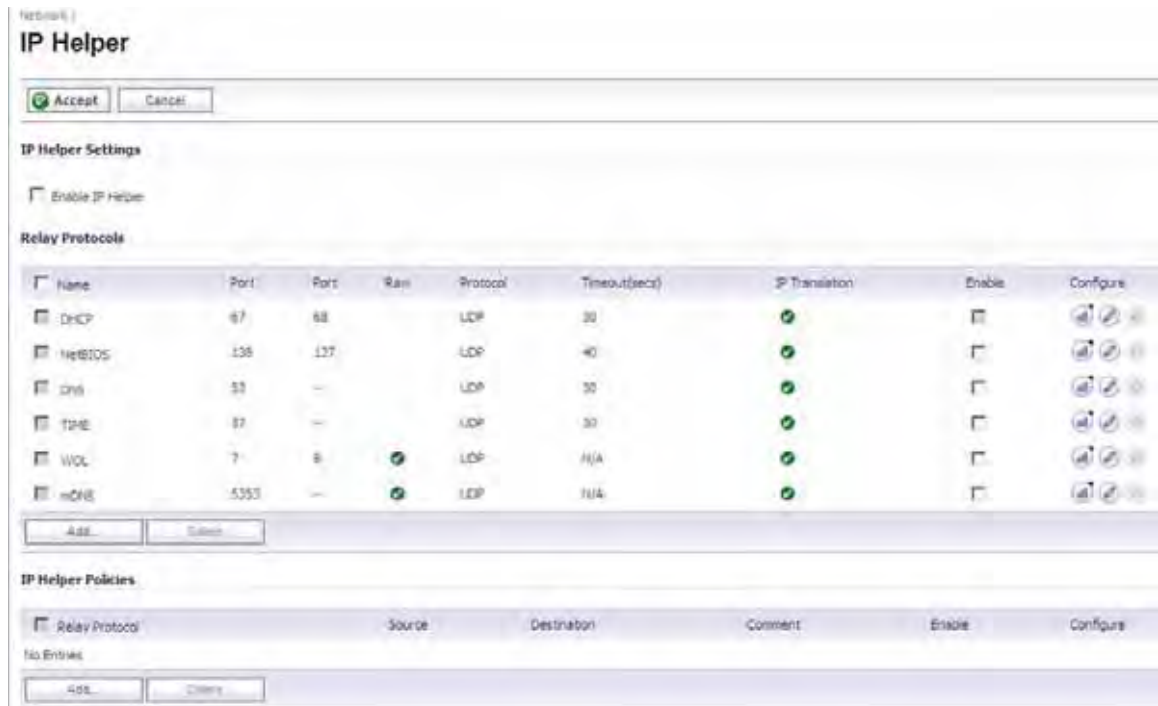 Network /
IP Helper
Accept Cancel
IP Helper Settings
Enable IP Helper
Relay Protocols
Name Port Port Raw Protocol Timeout(secs) IP Translation Enable Configure
DHCP 67 68 UDP 30
NetBIOS 138 137 UDP 40
DNS 53 -- UDP 30
TIME 37 -- UDP 30
WOL 7 9 UDP N/A
mDNS 5353 -- UDP N/A
Add... Delete...
IP Helper Policies
Relay Protocol Source Destination Comment Enable Configure
No Entries
Add... Delete...